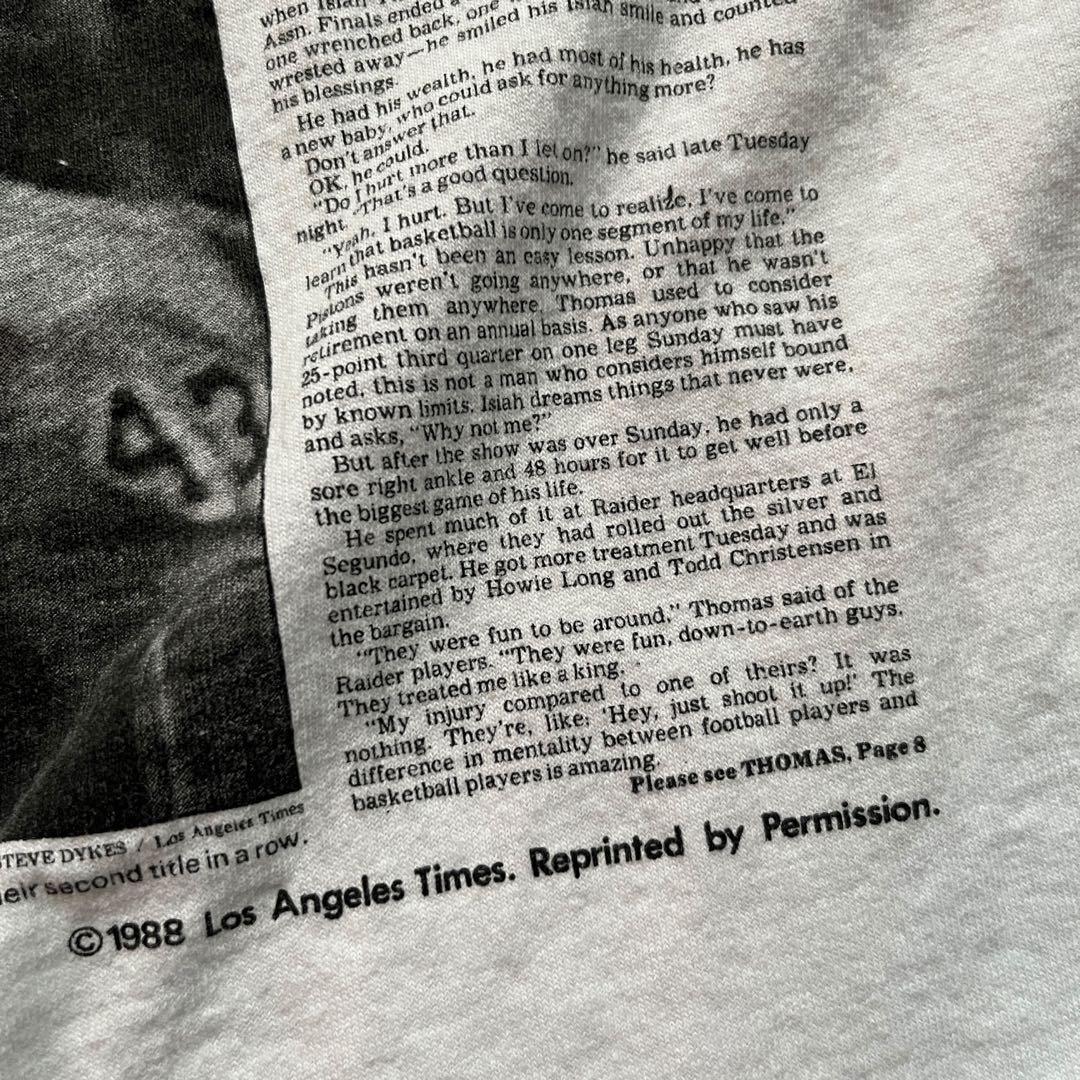 43
when Isiah
Assn. Finals ended
one wrenched back, one
wrested away—he smiled his Isiah smile and counted
his blessings.
He had his wealth, he had most of his health, he has
a new baby, who could ask for anything more?
Don't answer that.
OK, he could.
"Do I hurt more than I let on?" he said late Tuesday
night. That's a good question.
"Yeah, I hurt. But I've come to realize, I've come to
learn that basketball is only one segment of my life."
This hasn't been an easy lesson. Unhappy that the
Pistons weren't going anywhere, or that he wasn't
taking them anywhere, Thomas used to consider
retirement on an annual basis. As anyone who saw his
25-point third quarter on one leg Sunday must have
noted, this is not a man who considers himself bound
by known limits. Isiah dreams things that never were,
and asks, "Why not me?"
But after the show was over Sunday, he had only a
sore right ankle and 48 hours for it to get well before
the biggest game of his life.
He spent much of it at Raider headquarters at El
Segundo, where they had rolled out the silver and
black carpet. He got more treatment Tuesday and was
entertained by Howie Long and Todd Christensen in
the bargain.
"They were fun to be around," Thomas said of the
Raider players. "They were fun, down-to-earth guys.
They treated me like a king.
"My injury compared to one of theirs? It was
nothing. They're, like: 'Hey, just shoot it up!' The
difference in mentality between football players and
basketball players is amazing.
Please see THOMAS, Page 8
TEVE DYKES / Los Angeles Times
eir second title in a row.
©1988 Los Angeles Times. Reprinted by Permission.